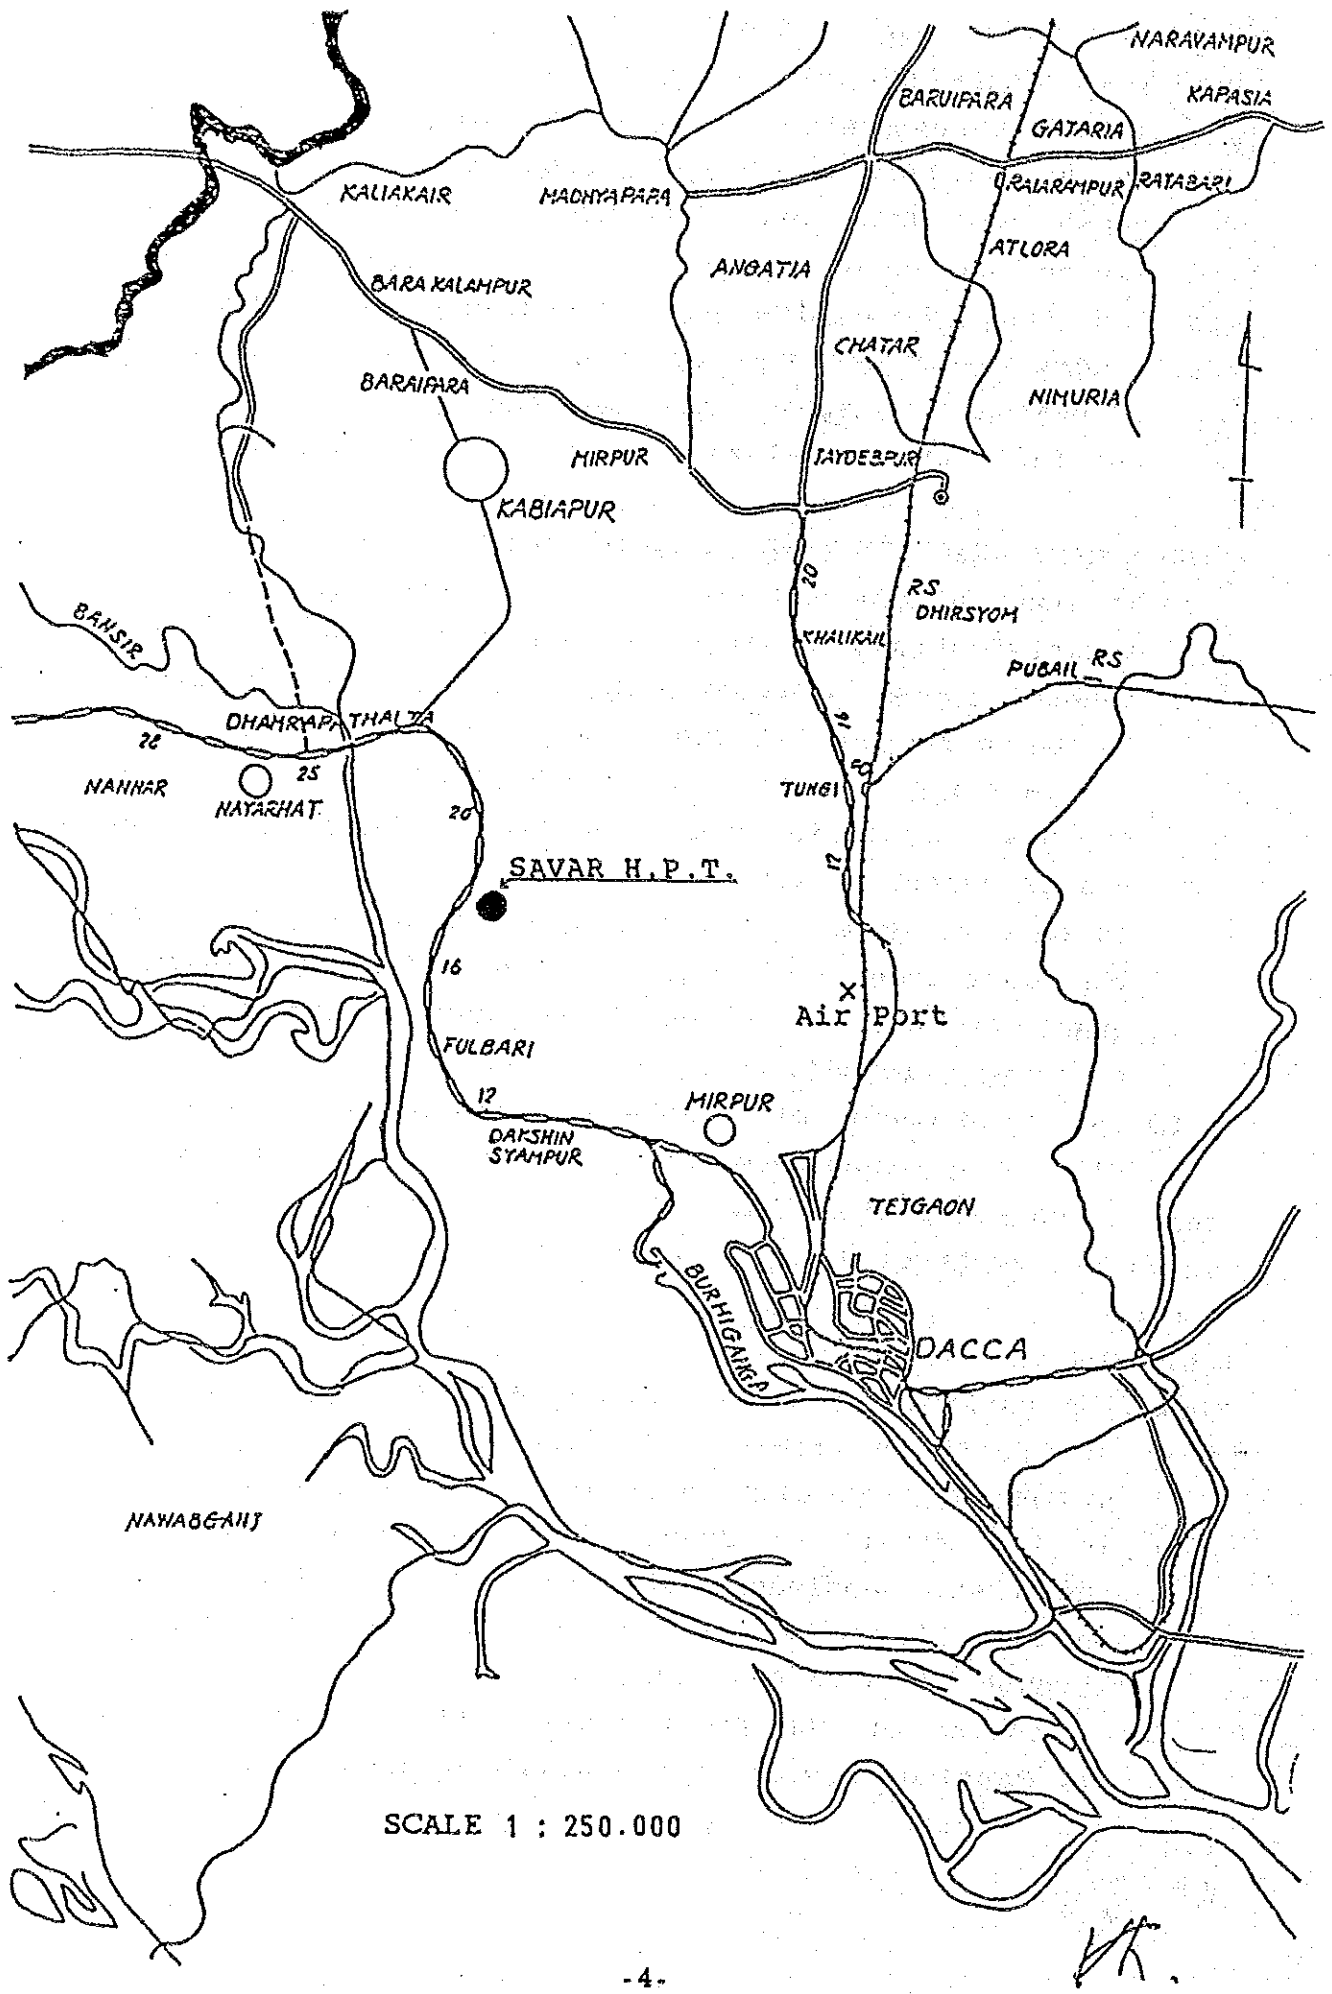 NARAVAMPUR
BARUIPARA
KAPASIA
GATARIA
KALIAKAIR
MADHYAPARA
RAJARAMPUR
RATABARI
ATLORA
ANGATIA
BARA KALAMPUR
CHATAR
BARAIPARA
NIMURIA
MIRPUR
JAYDEBPUR
KABIAPUR
20
RS
DHIRSYOM
BANSIR
KHALIKAIL
PUBAIL RS
DHAMRAP
THALTA
28
25
16
NANNAR
NAYARHAT
TUNGI
20
17
SAVAR H.P.T.
16
Air Port
FULBARI
12
MIRPUR
DAKSHIN
SYAMPUR
TEJGAON
BURHIGANGA
DACCA
NAWABGANJ
SCALE 1 : 250.000
-4-